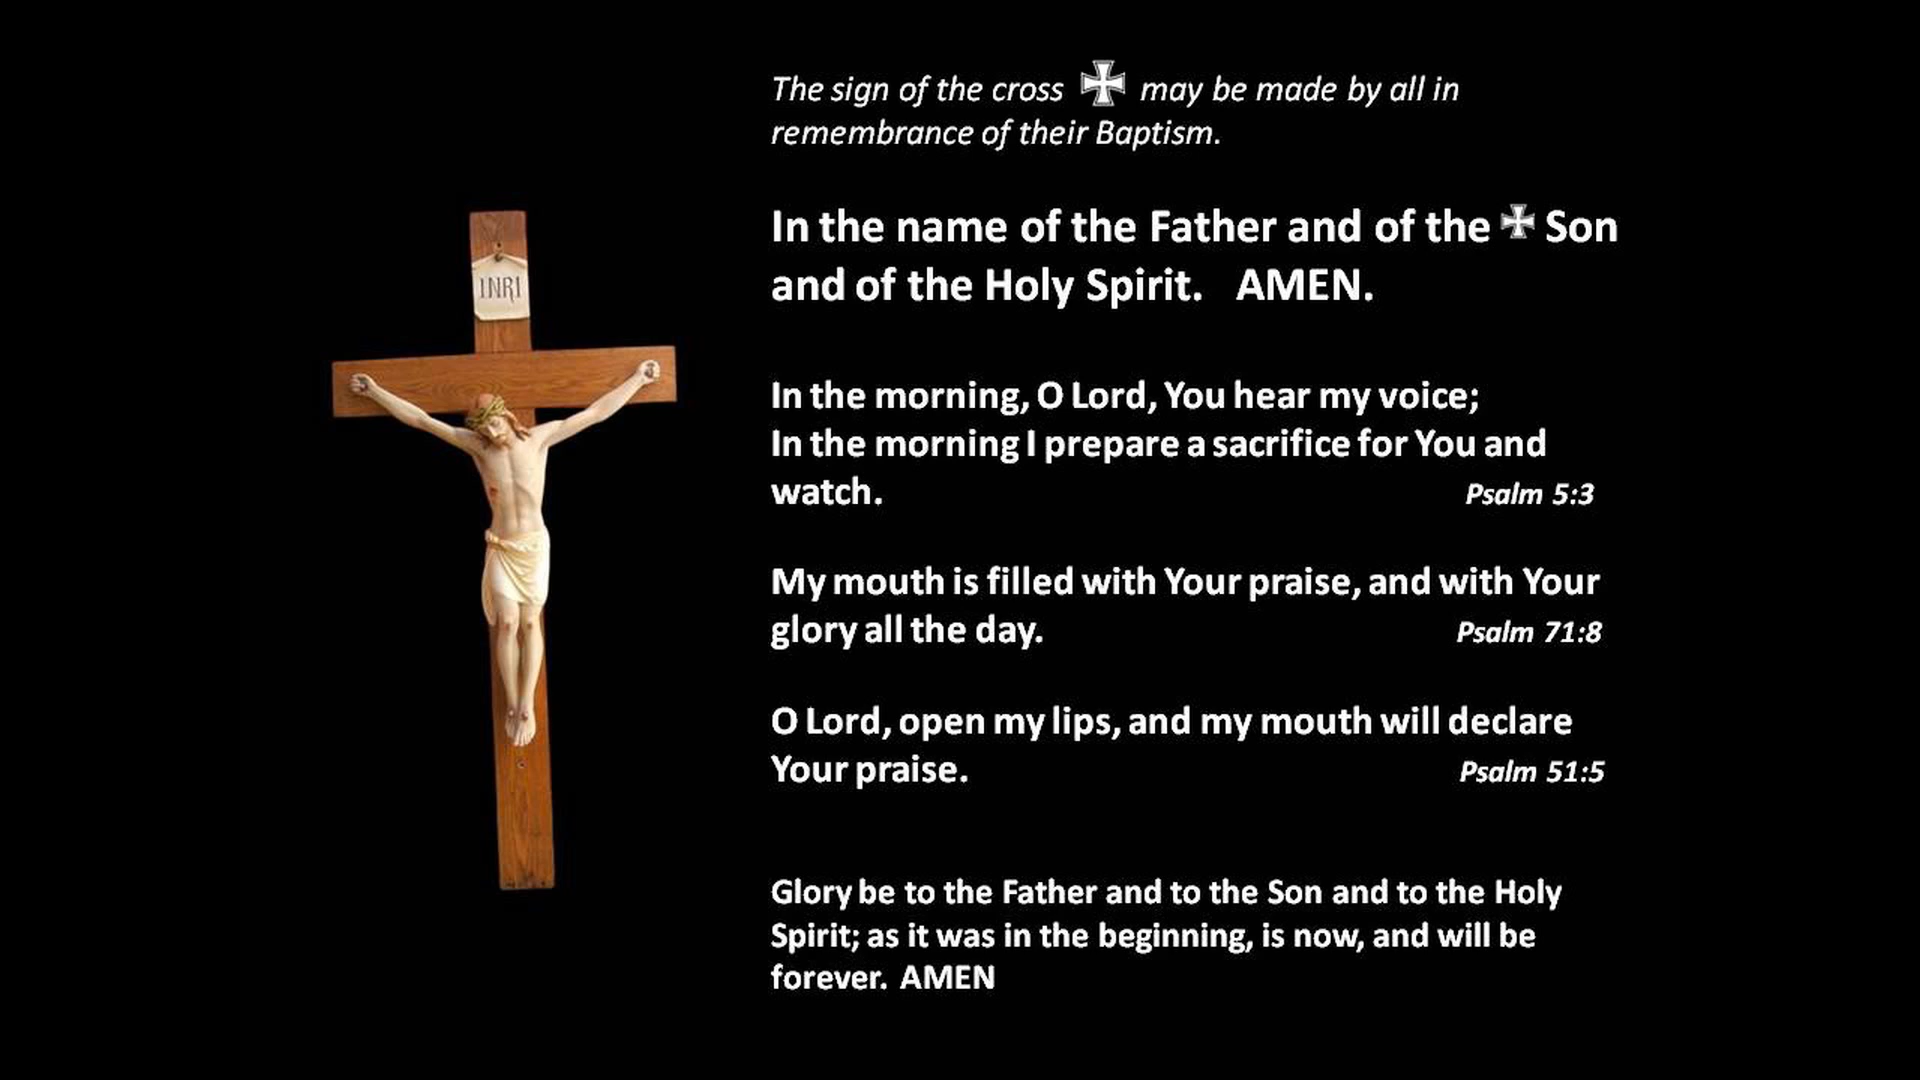 INRI
The sign of the cross ✠ may be made by all in
remembrance of their Baptism.
In the name of the Father and of the ✠ Son
and of the Holy Spirit. AMEN.
In the morning, O Lord, You hear my voice;
In the morning I prepare a sacrifice for You and
watch. Psalm 5:3
My mouth is filled with Your praise, and with Your
glory all the day. Psalm 71:8
O Lord, open my lips, and my mouth will declare
Your praise. Psalm 51:5
Glory be to the Father and to the Son and to the Holy
Spirit; as it was in the beginning, is now, and will be
forever. AMEN